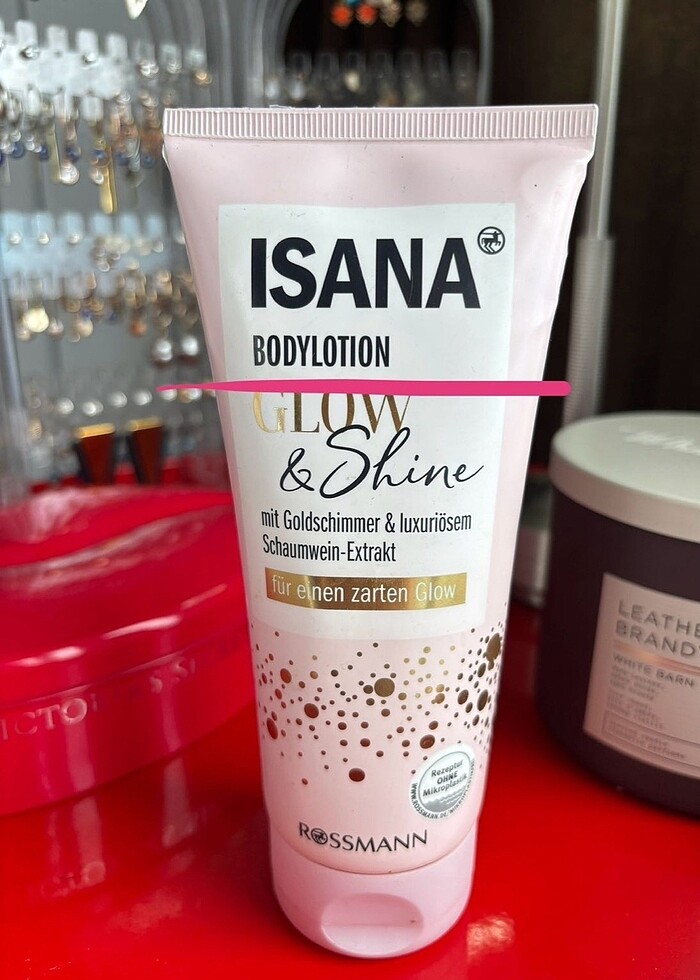 ISANA
BODYLOTION
GLOW
& Shine
mit Goldschimmer & luxuriösem
Schaumwein-Extrakt
für einen zarten Glow
Rezeptur
OHNE
Mikroplastik
ROSSMANN
LEATHE
BRANDY
WHITE BARN